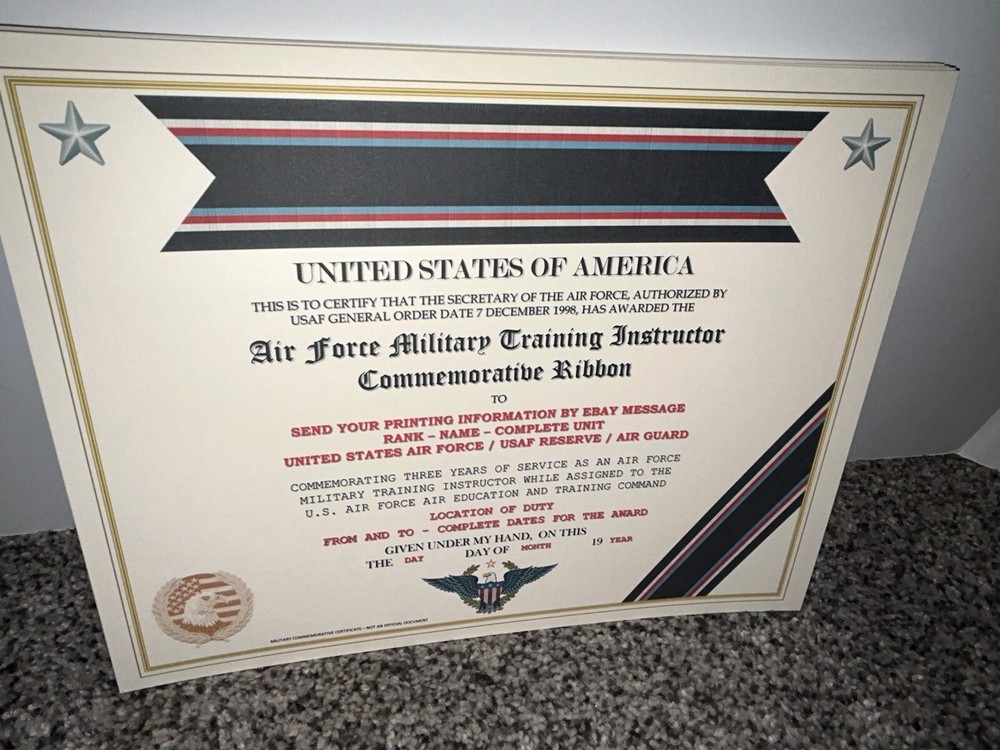 UNITED STATES OF AMERICA
THIS IS TO CERTIFY THAT THE SECRETARY OF THE AIR FORCE, AUTHORIZED BY
USAF GENERAL ORDER DATE 7 DECEMBER 1998, HAS AWARDED THE
Air Force Military Training Instructor
Commemorative Ribbon
TO
SEND YOUR PRINTING INFORMATION BY EBAY MESSAGE
RANK – NAME – COMPLETE UNIT
UNITED STATES AIR FORCE / USAF RESERVE / AIR GUARD
COMMEMORATING THREE YEARS OF SERVICE AS AN AIR FORCE
MILITARY TRAINING INSTRUCTOR WHILE ASSIGNED TO THE
U.S. AIR FORCE AIR EDUCATION AND TRAINING COMMAND
LOCATION OF DUTY
FROM AND TO – COMPLETE DATES FOR THE AWARD
GIVEN UNDER MY HAND, ON THIS
THE DAY DAY OF MONTH 19 YEAR
MILITARY COMMEMORATIVE CERTIFICATE – NOT AN OFFICIAL DOCUMENT